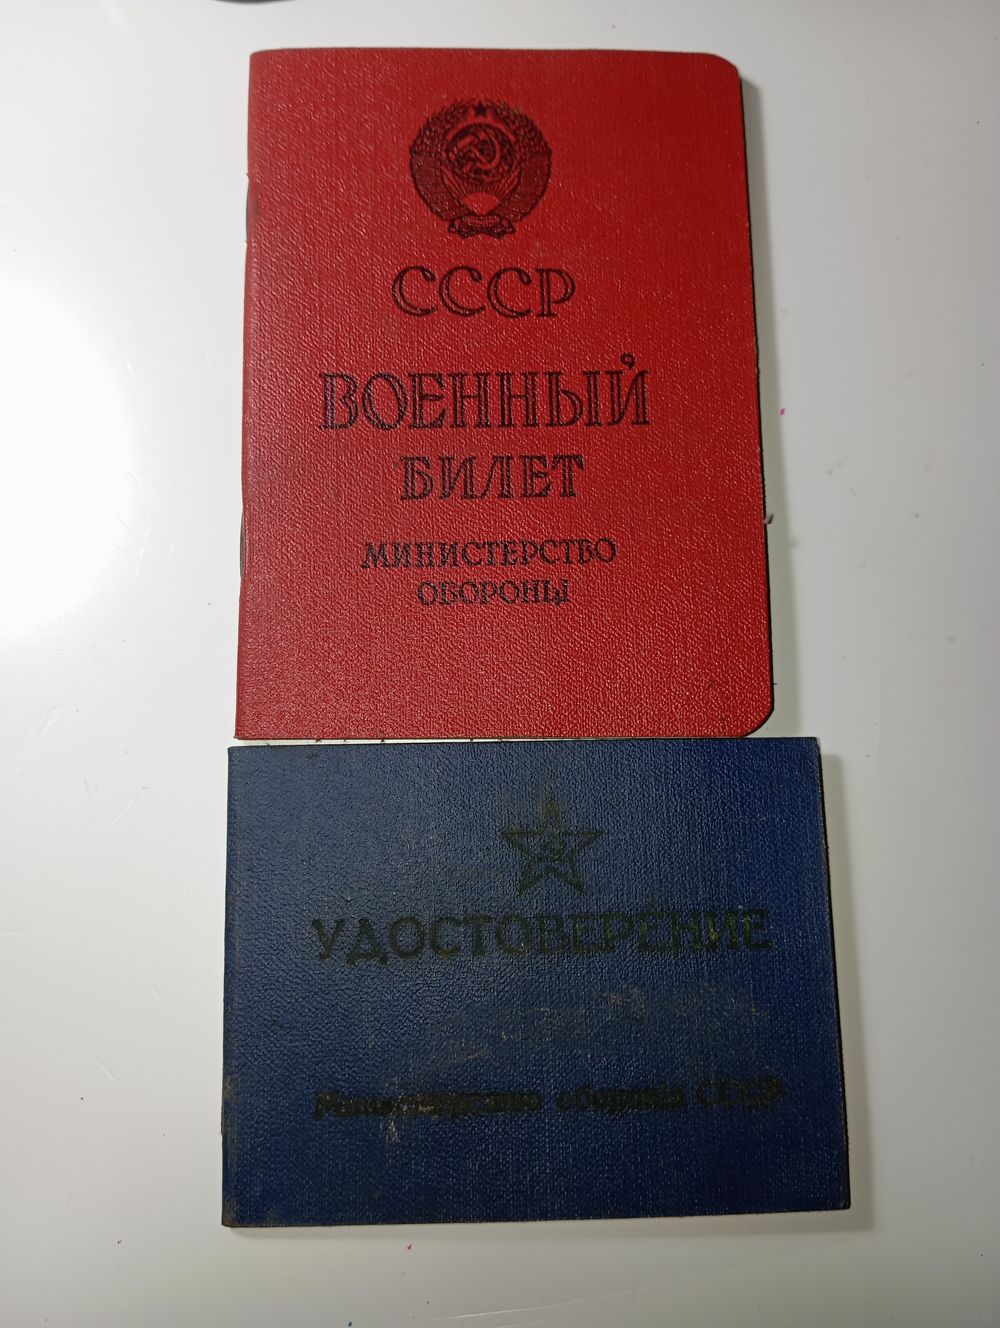 СССР
ВОЕННЫЙ
БИЛЕТ
МИНИСТЕРСТВО
ОБОРОНЫ
УДОСТОВЕРЕНИЕ
Министерство обороны СССР